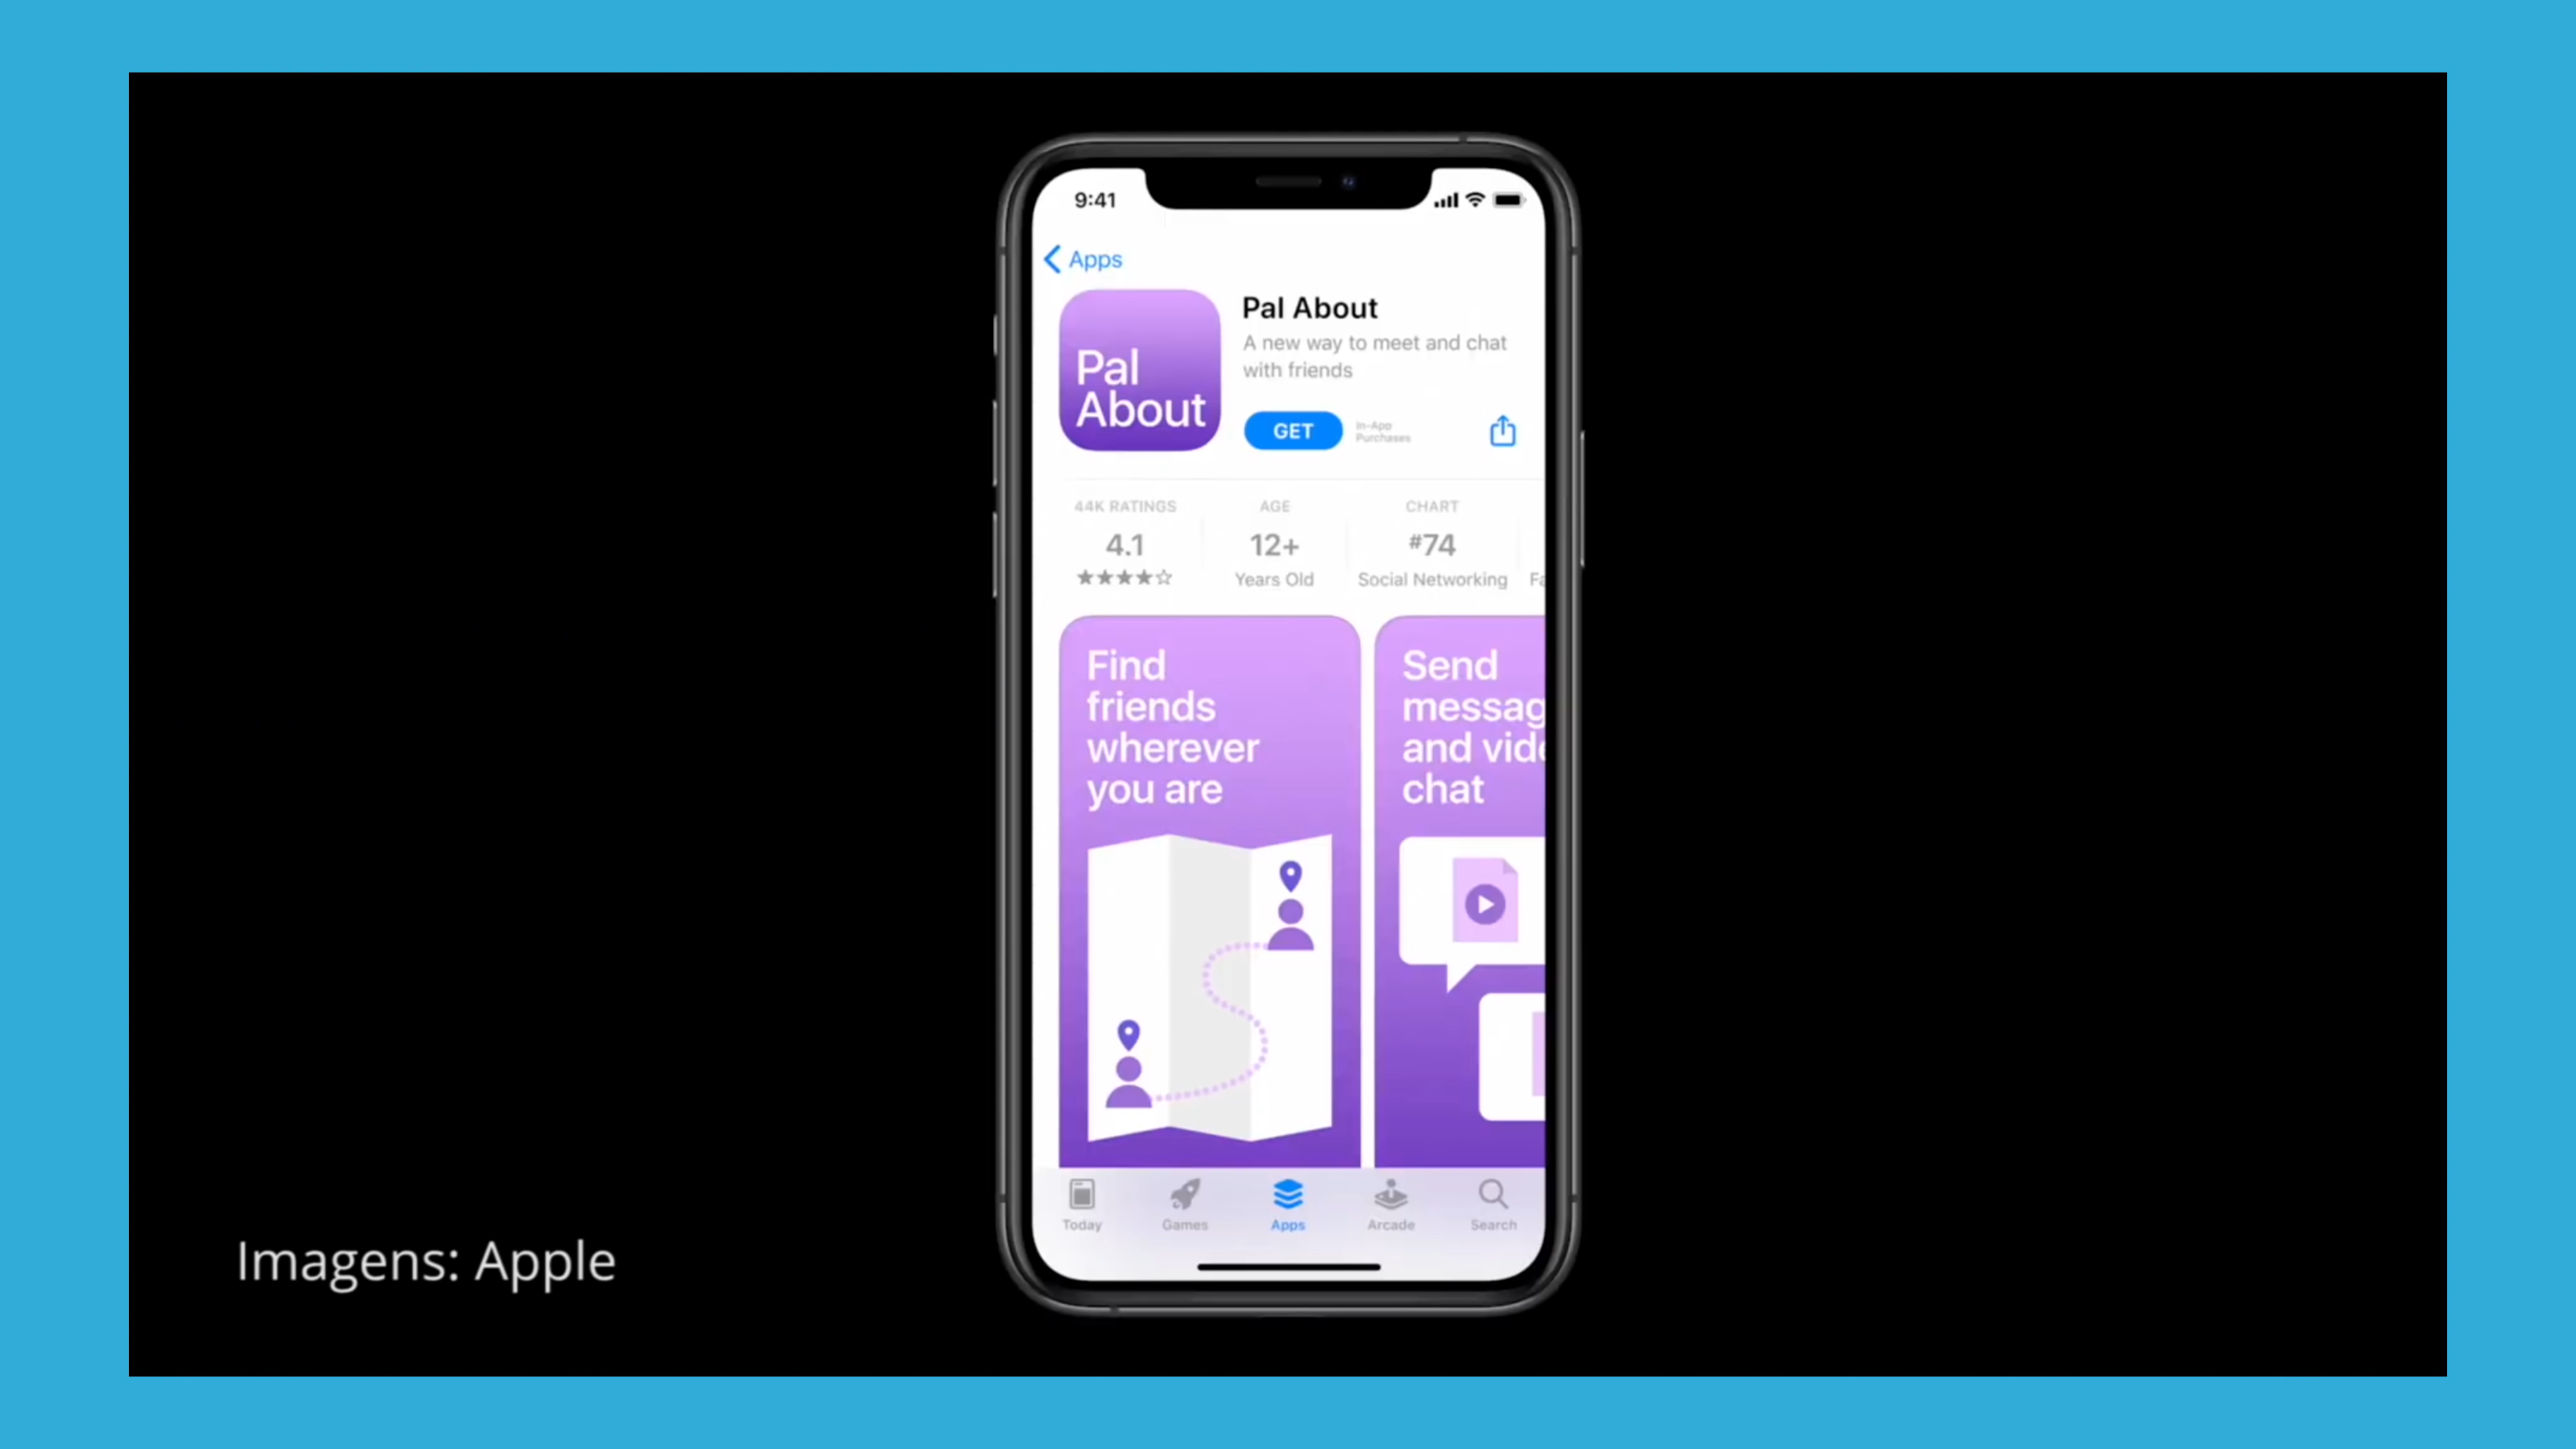 9:41
Apps
Pal
About
Pal About
A new way to meet and chat
with friends
GET
In-App
Purchases
44K RATINGS
AGE
CHART
4.1
12+
#74
Years Old
Social Networking
Find
friends
wherever
you are
Send
messag
and vid
chat
Today
Games
Apps
Arcade
Search
Imagens: Apple